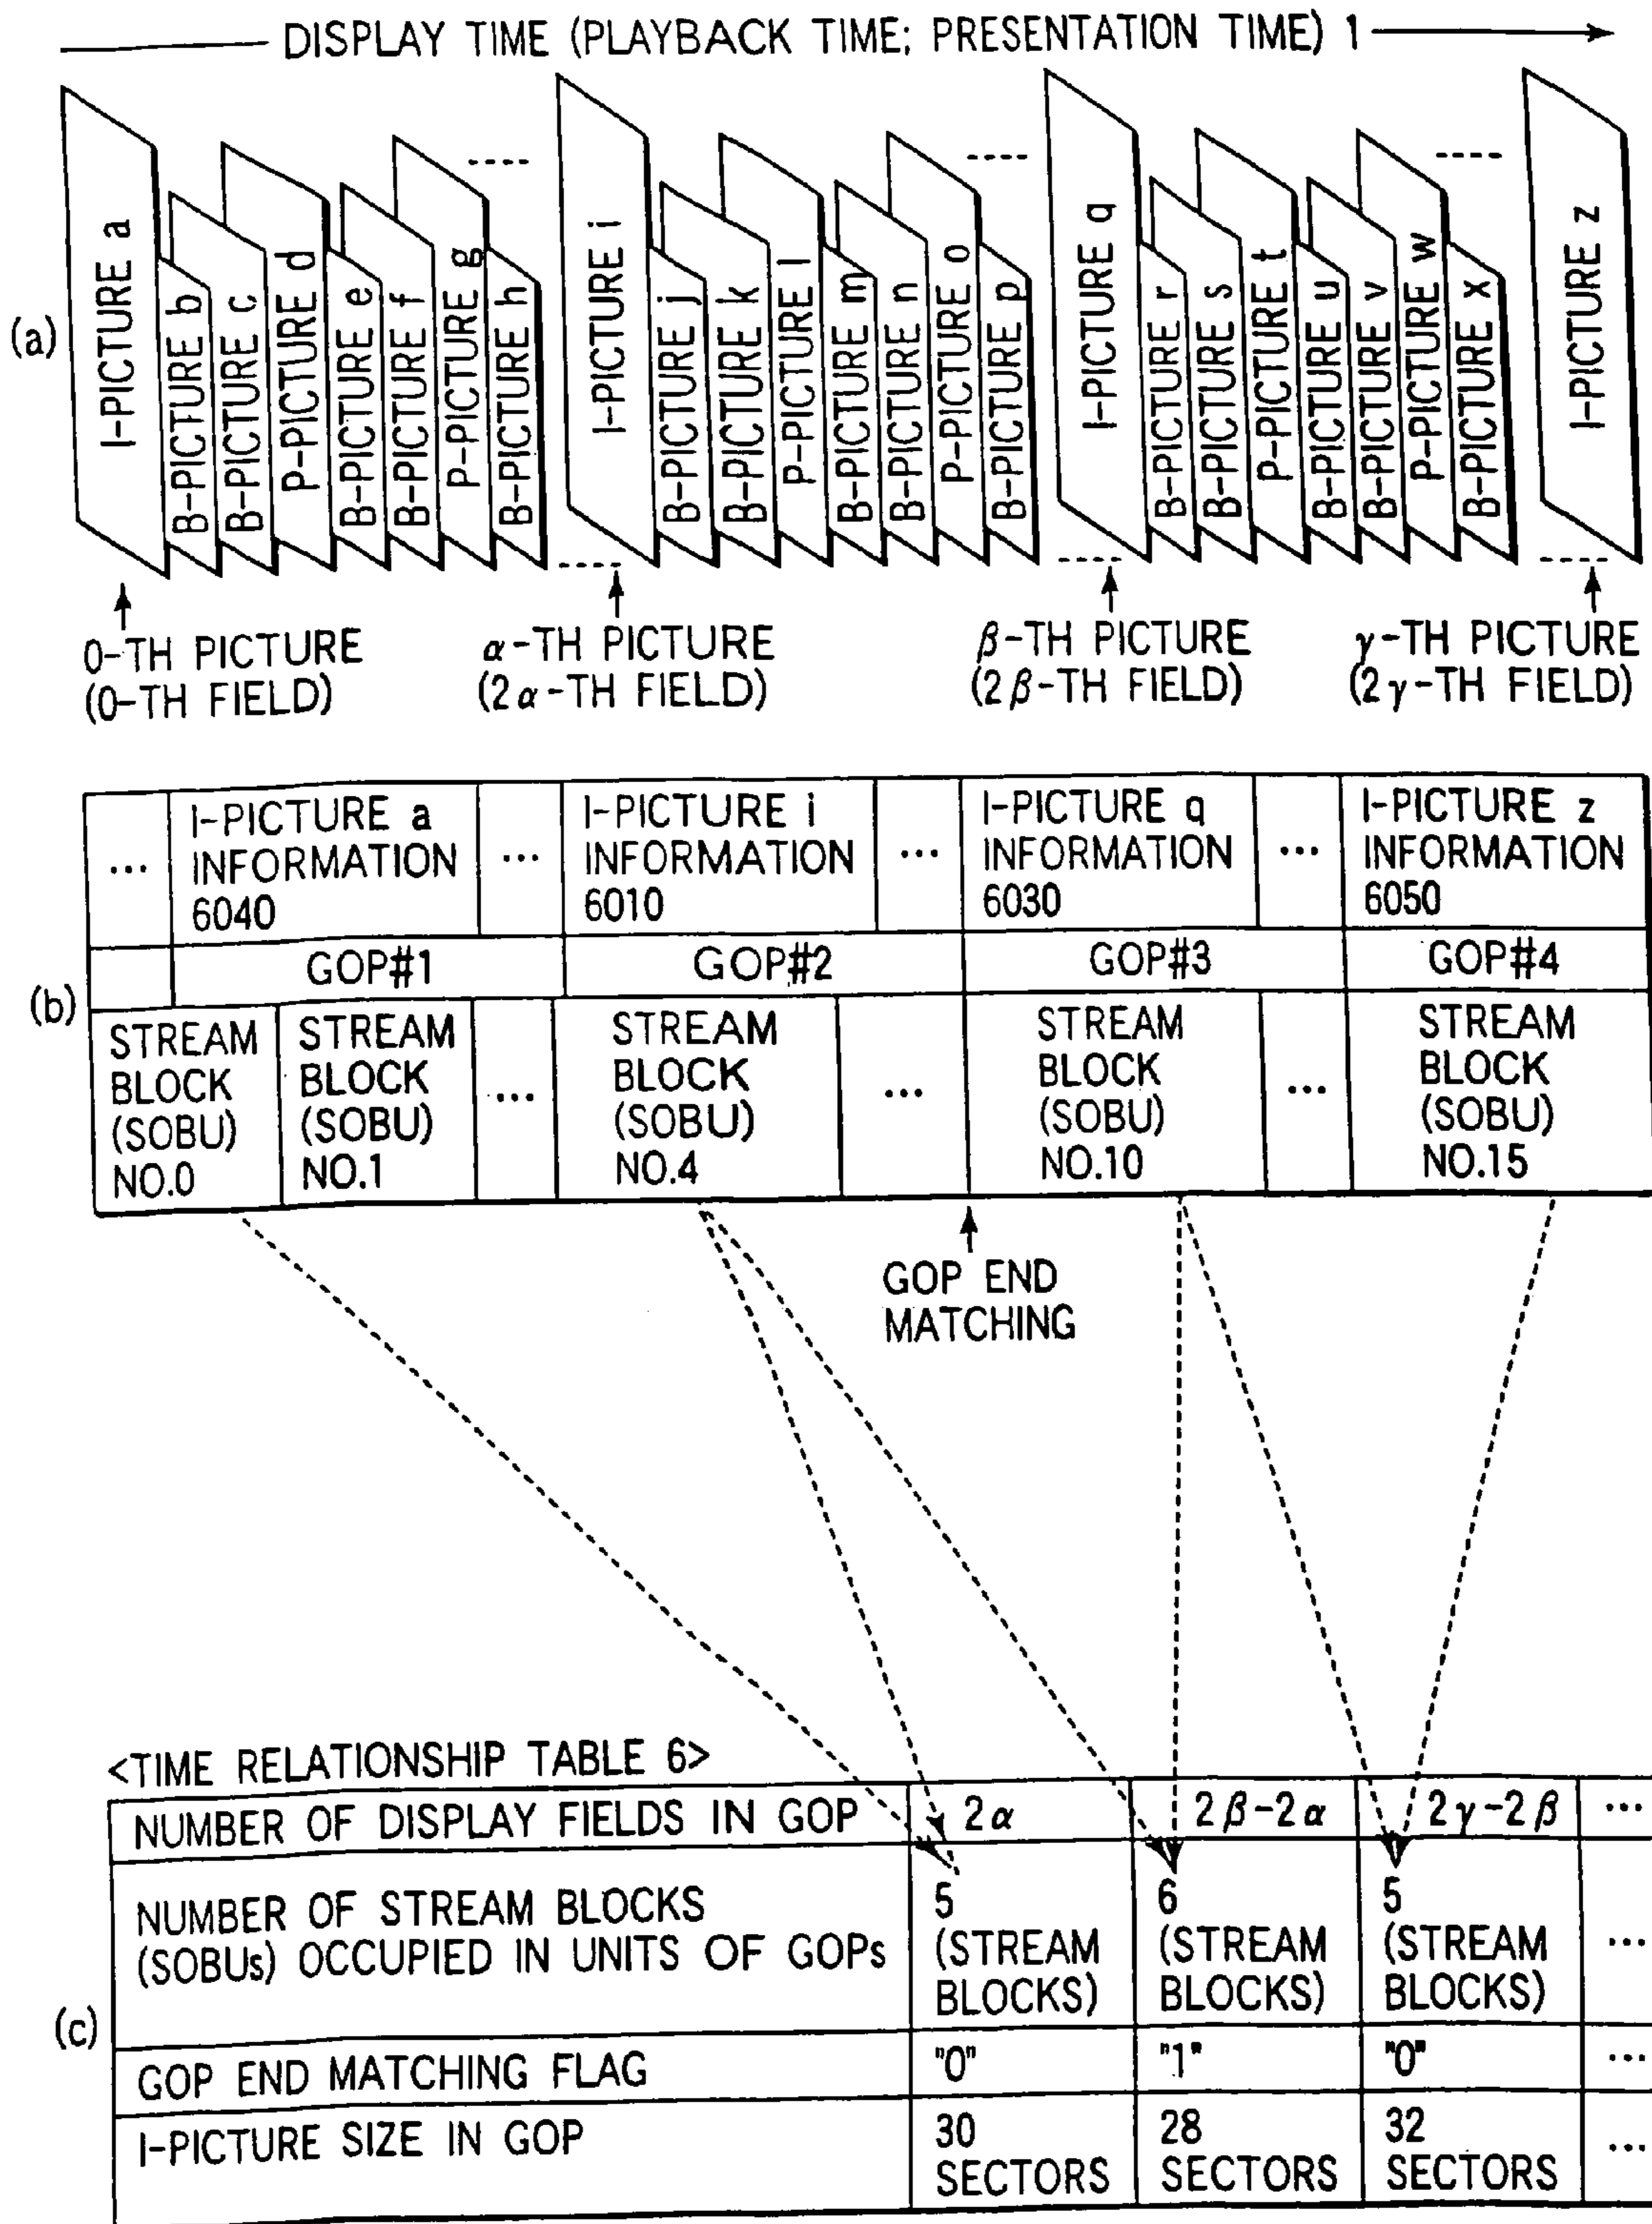 DISPLAY TIME (PLAYBACK TIME; PRESENTATION TIME) 1
(a)
I-PICTURE a
B-PICTURE b
B-PICTURE c
P-PICTURE d
B-PICTURE e
B-PICTURE f
P-PICTURE g
B-PICTURE h
I-PICTURE i
B-PICTURE j
B-PICTURE k
P-PICTURE l
B-PICTURE m
B-PICTURE n
P-PICTURE o
B-PICTURE p
I-PICTURE q
B-PICTURE r
B-PICTURE s
P-PICTURE t
B-PICTURE u
B-PICTURE v
P-PICTURE w
B-PICTURE x
I-PICTURE z
0-TH PICTURE
(0-TH FIELD)
α-TH PICTURE
(2α-TH FIELD)
β-TH PICTURE
(2β-TH FIELD)
γ-TH PICTURE
(2γ-TH FIELD)
(b)
...
I-PICTURE a
INFORMATION
6040
...
I-PICTURE i
INFORMATION
6010
...
I-PICTURE q
INFORMATION
6030
...
I-PICTURE z
INFORMATION
6050
GOP#1
GOP#2
GOP#3
GOP#4
STREAM
BLOCK
(SOBU)
NO.0
STREAM
BLOCK
(SOBU)
NO.1
...
STREAM
BLOCK
(SOBU)
NO.4
...
STREAM
BLOCK
(SOBU)
NO.10
...
STREAM
BLOCK
(SOBU)
NO.15
GOP END
MATCHING
<TIME RELATIONSHIP TABLE 6>
(c)
NUMBER OF DISPLAY FIELDS IN GOP
2α
2β-2α
2γ-2β
...
NUMBER OF STREAM BLOCKS
(SOBUs) OCCUPIED IN UNITS OF GOPs
5
(STREAM
BLOCKS)
6
(STREAM
BLOCKS)
5
(STREAM
BLOCKS)
...
GOP END MATCHING FLAG
"0"
"1"
"0"
...
I-PICTURE SIZE IN GOP
30
SECTORS
28
SECTORS
32
SECTORS
...